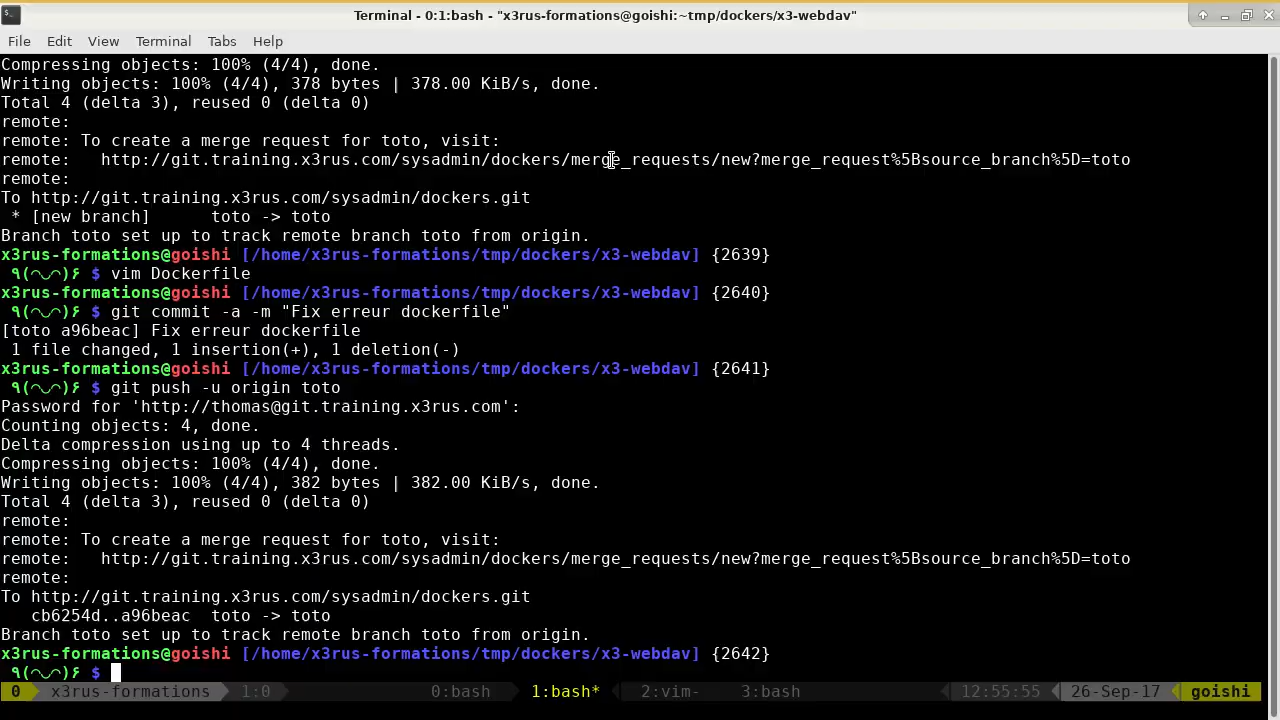 Terminal - 0:1:bash - "x3rus-formations@goishi:~tmp/dockers/x3-webdav"
File Edit View Terminal Tabs Help
Compressing objects: 100% (4/4), done.
Writing objects: 100% (4/4), 378 bytes | 378.00 KiB/s, done.
Total 4 (delta 3), reused 0 (delta 0)
remote:
remote: To create a merge request for toto, visit:
remote:   http://git.training.x3rus.com/sysadmin/dockers/merge_requests/new?merge_request%5Bsource_branch%5D=toto
remote:
To http://git.training.x3rus.com/sysadmin/dockers.git
 * [new branch]      toto -> toto
Branch toto set up to track remote branch toto from origin.
x3rus-formations@goishi [/home/x3rus-formations/tmp/dockers/x3-webdav] {2639}
 ٩(◠◡◠)۶ $ vim Dockerfile
x3rus-formations@goishi [/home/x3rus-formations/tmp/dockers/x3-webdav] {2640}
 ٩(◠◡◠)۶ $ git commit -a -m "Fix erreur dockerfile"
[toto a96beac] Fix erreur dockerfile
 1 file changed, 1 insertion(+), 1 deletion(-)
x3rus-formations@goishi [/home/x3rus-formations/tmp/dockers/x3-webdav] {2641}
 ٩(◠◡◠)۶ $ git push -u origin toto
Password for 'http://thomas@git.training.x3rus.com':
Counting objects: 4, done.
Delta compression using up to 4 threads.
Compressing objects: 100% (4/4), done.
Writing objects: 100% (4/4), 382 bytes | 382.00 KiB/s, done.
Total 4 (delta 3), reused 0 (delta 0)
remote:
remote: To create a merge request for toto, visit:
remote:   http://git.training.x3rus.com/sysadmin/dockers/merge_requests/new?merge_request%5Bsource_branch%5D=toto
remote:
To http://git.training.x3rus.com/sysadmin/dockers.git
   cb6254d..a96beac  toto -> toto
Branch toto set up to track remote branch toto from origin.
x3rus-formations@goishi [/home/x3rus-formations/tmp/dockers/x3-webdav] {2642}
 ٩(◠◡◠)۶ $
0 x3rus-formations 1:0 0:bash 1:bash* 2:vim- 3:bash 12:55:55 26-Sep-17 goishi